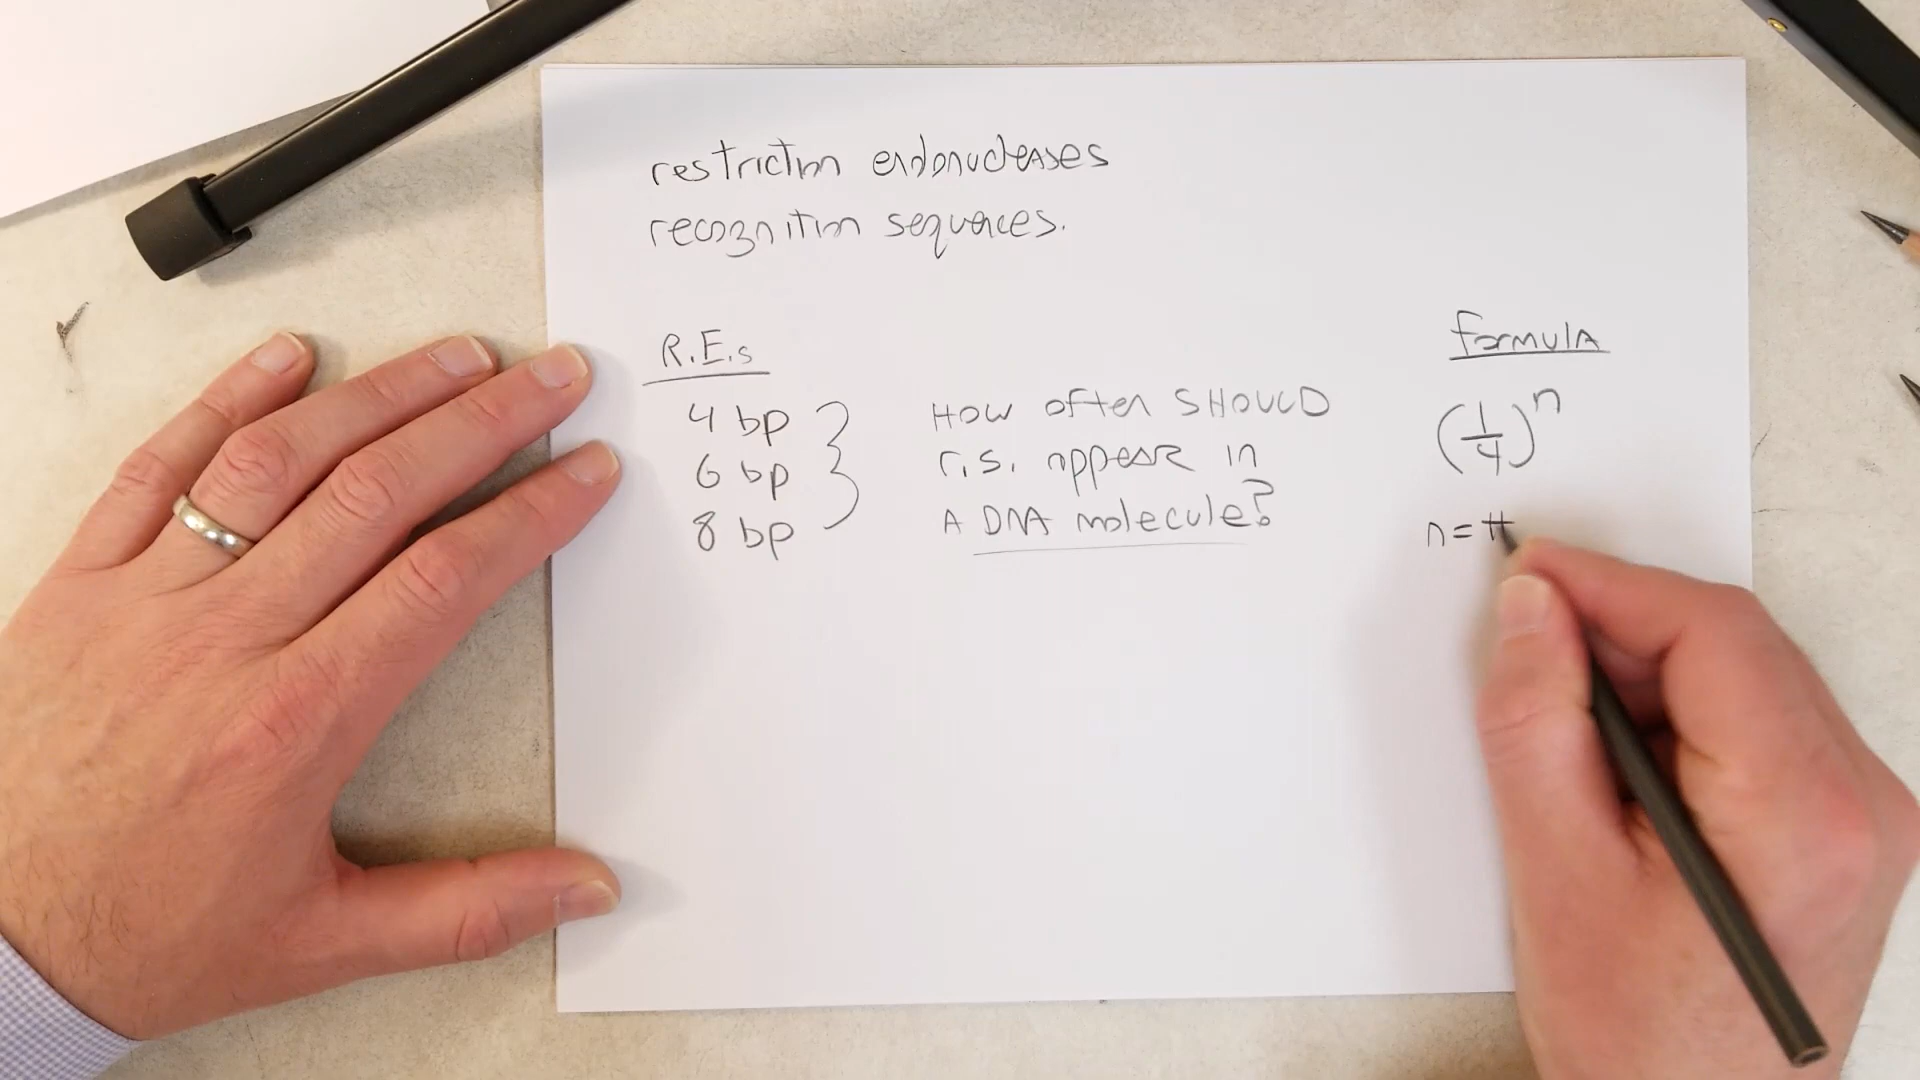 restriction endonucleases
recognition sequences.
R.E.s
4 bp
6 bp
8 bp
How often SHOULD
r.s. appear in
A DNA molecule?
Formula
(1/4)^n
n = #